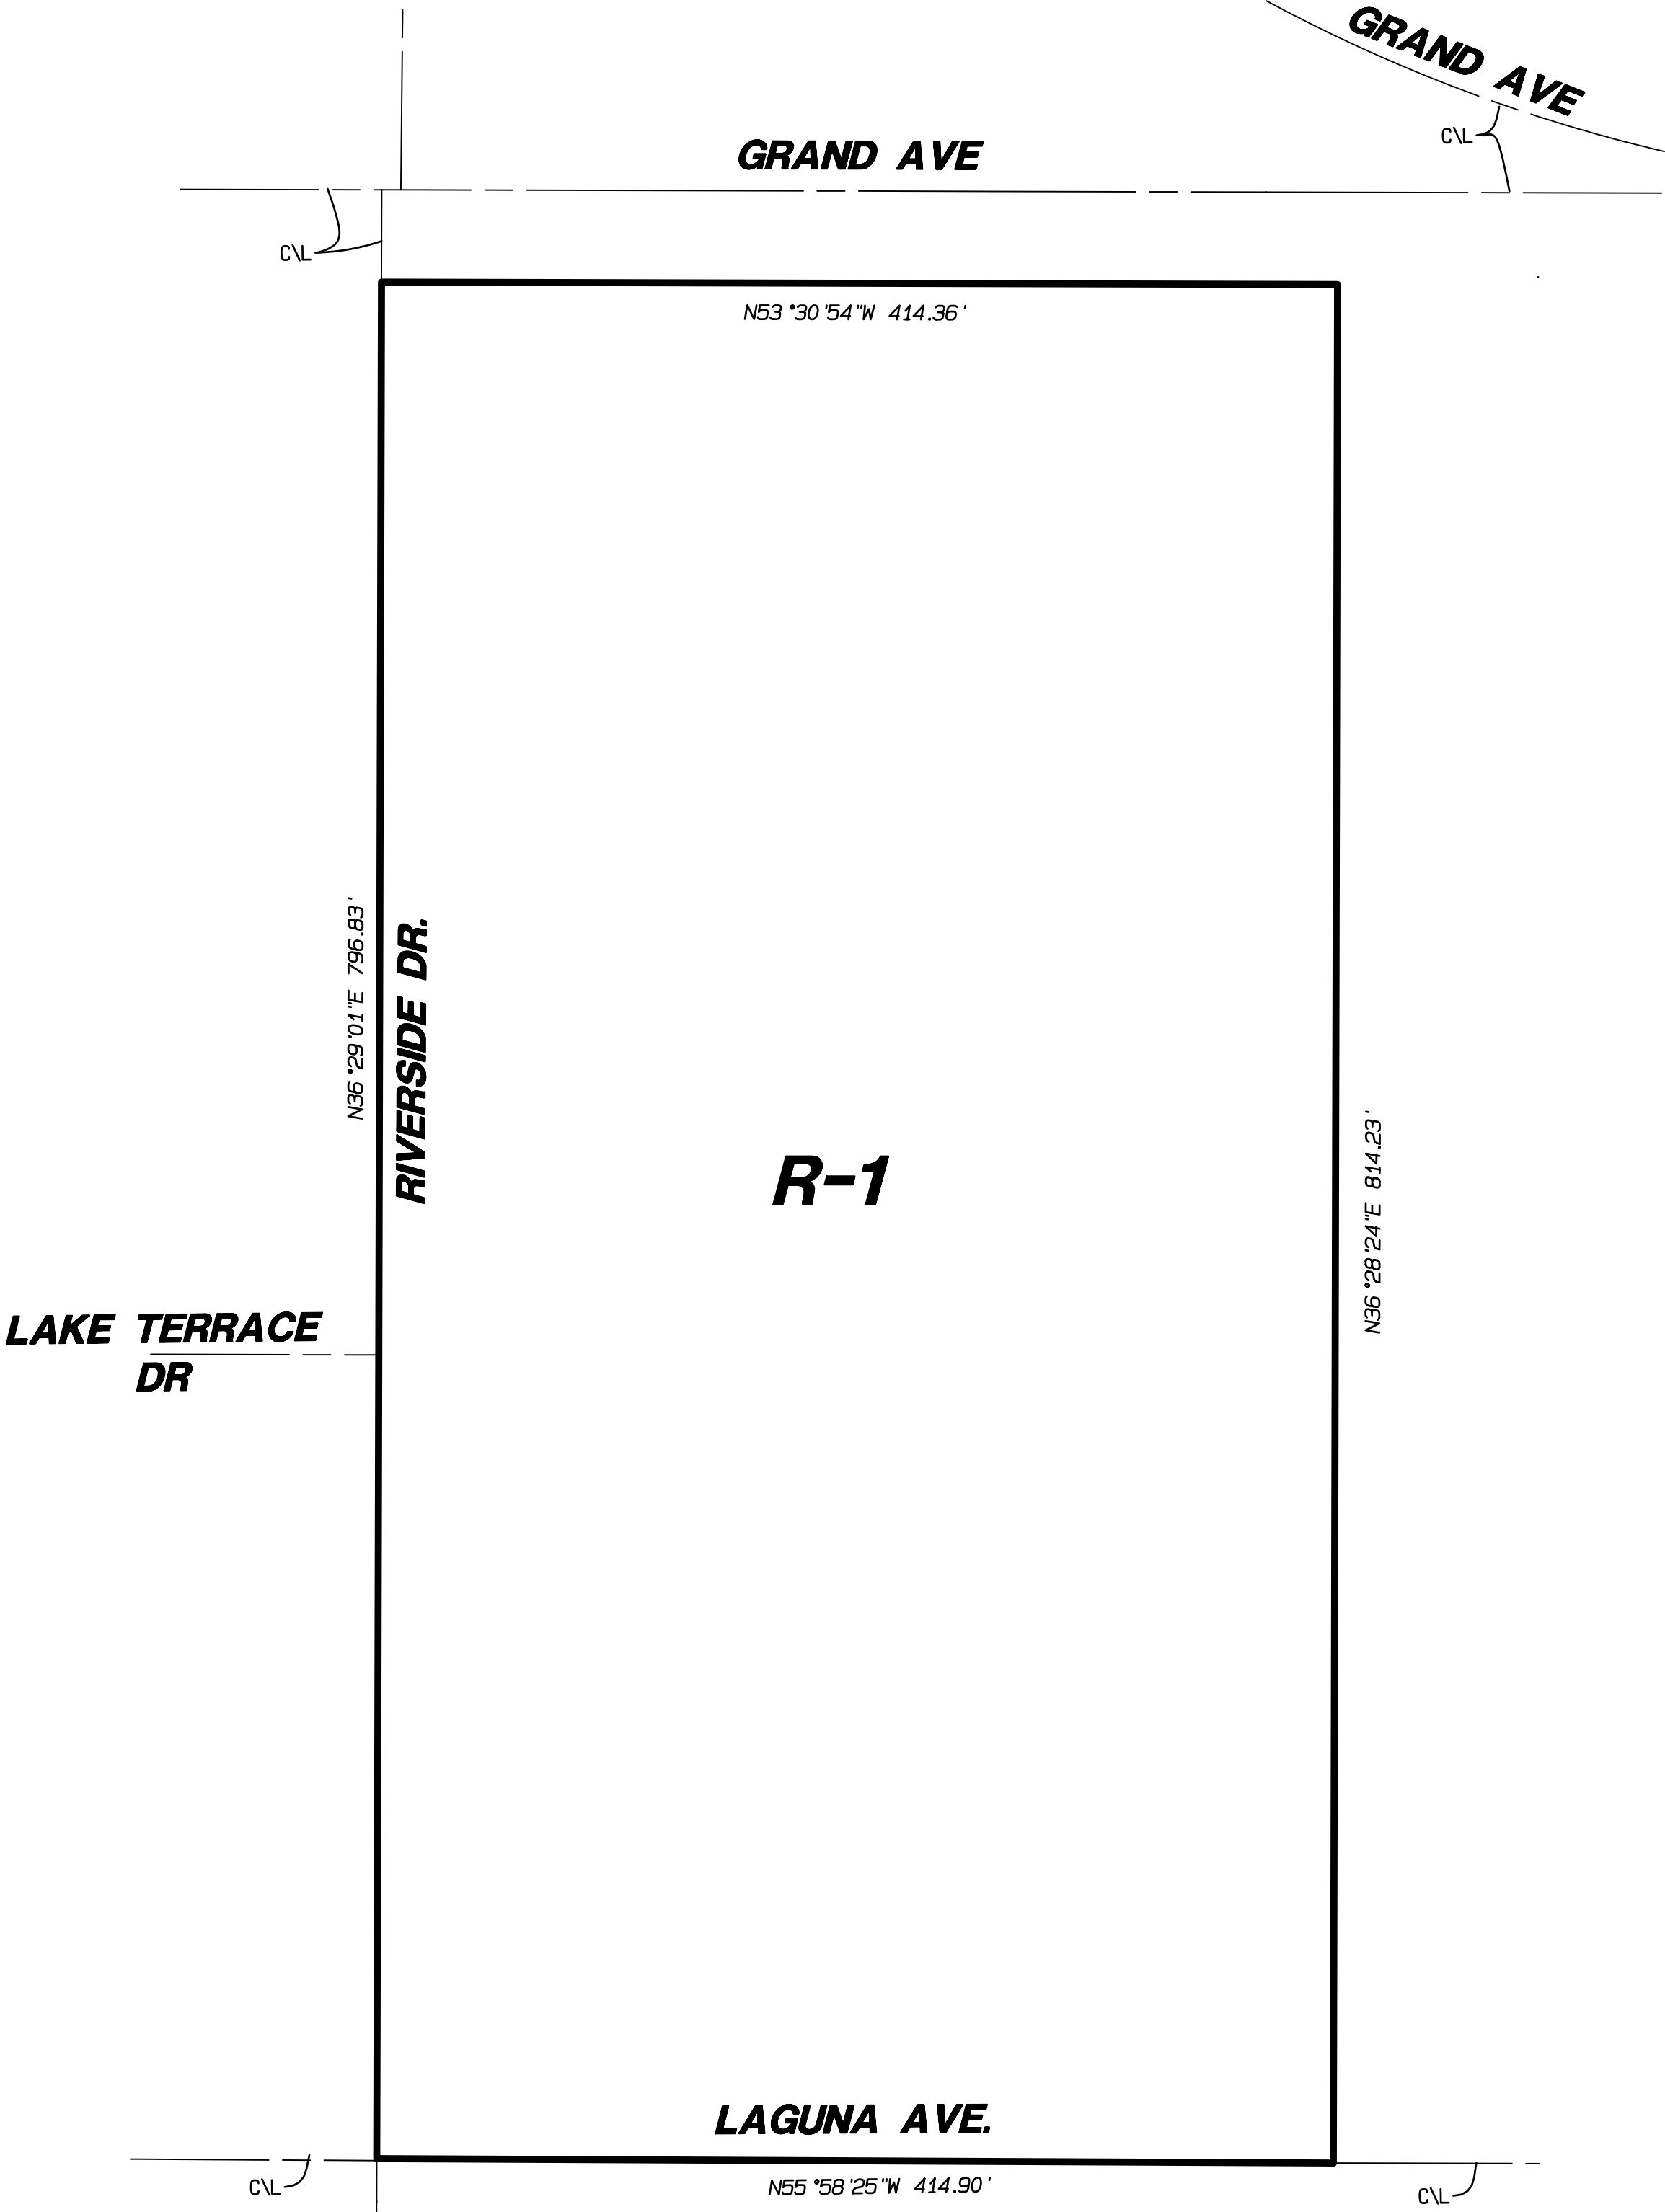 GRAND AVE
C\L
GRAND AVE
C\L
N53°30'54"W 414.36'
N36°29'01"E 796.83'
RIVERSIDE DR.
R-1
N36°28'24"E 814.23'
LAKE TERRACE
DR
LAGUNA AVE.
C\L
N55°58'25"W 414.90'
C\L